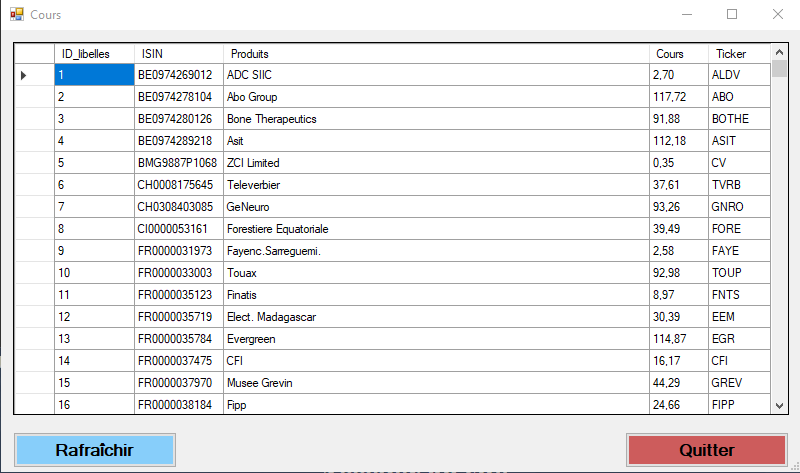 Cours
ID_libelles ISIN Produits Cours Ticker
1 BE0974269012 ADC SIIC 2,70 ALDV
2 BE0974278104 Abo Group 117,72 ABO
3 BE0974280126 Bone Therapeutics 91,88 BOTHE
4 BE0974289218 Asit 112,18 ASIT
5 BMG9887P1068 ZCI Limited 0,35 CV
6 CH0008175645 Televerbier 37,61 TVRB
7 CH0308403085 GeNeuro 93,26 GNRO
8 CI0000053161 Forestiere Equatoriale 39,49 FORE
9 FR0000031973 Fayenc.Sarreguemi. 2,58 FAYE
10 FR0000033003 Touax 92,98 TOUP
11 FR0000035123 Finatis 8,97 FNTS
12 FR0000035719 Elect. Madagascar 30,39 EEM
13 FR0000035784 Evergreen 114,87 EGR
14 FR0000037475 CFI 16,17 CFI
15 FR0000037970 Musee Grevin 44,29 GREV
16 FR0000038184 Fipp 24,66 FIPP
Rafraîchir Quitter